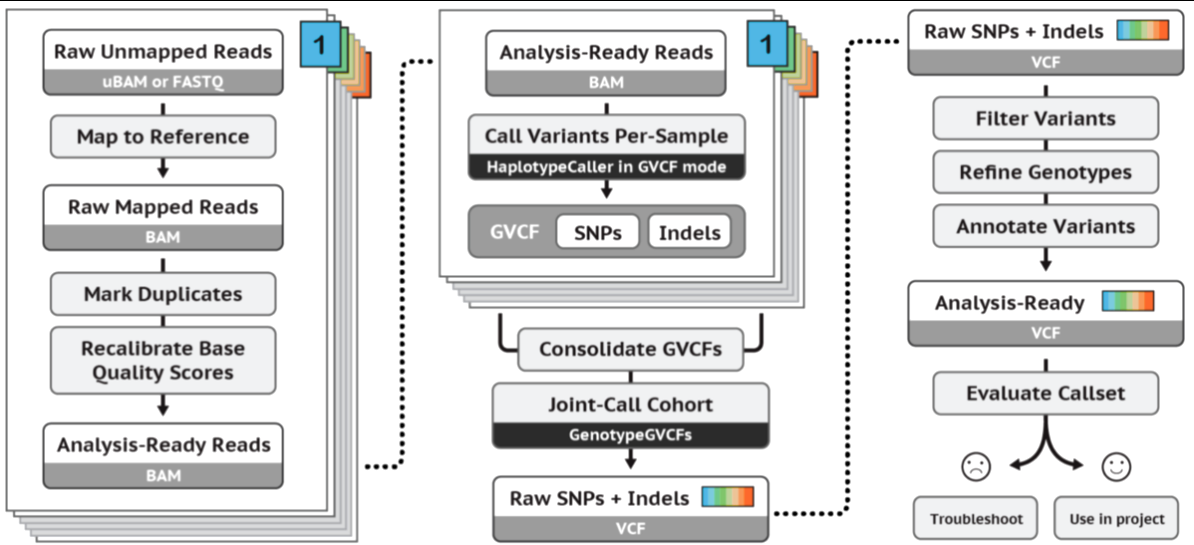 1
Raw Unmapped Reads
uBAM or FASTQ
Map to Reference
Raw Mapped Reads
BAM
Mark Duplicates
Recalibrate Base
Quality Scores
Analysis-Ready Reads
BAM
1
Analysis-Ready Reads
BAM
Call Variants Per-Sample
HaplotypeCaller in GVCF mode
GVCF SNPs Indels
Consolidate GVCFs
Joint-Call Cohort
GenotypeGVCFs
Raw SNPs + Indels
VCF
Raw SNPs + Indels
VCF
Filter Variants
Refine Genotypes
Annotate Variants
Analysis-Ready
VCF
Evaluate Callset
Troubleshoot
Use in project